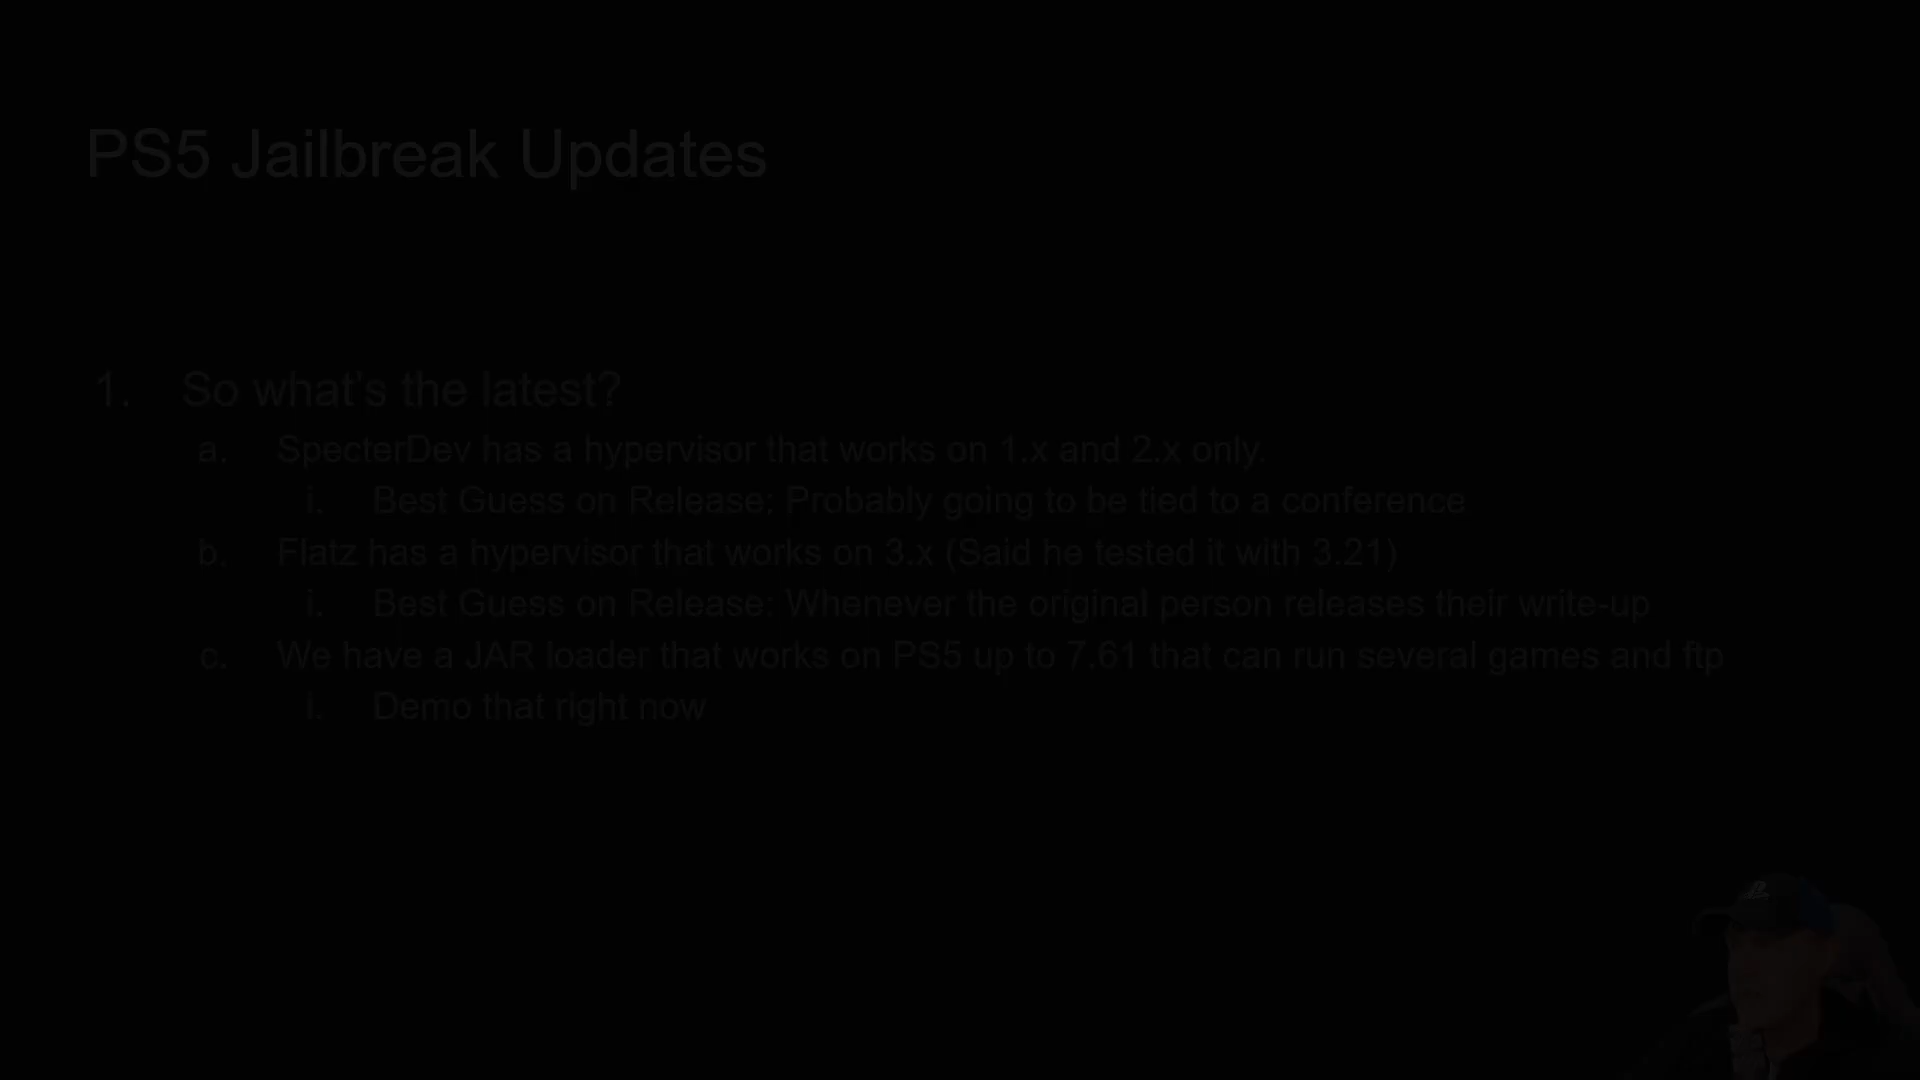 PS5 Jailbreak Updates
1. So what's the latest?
a. SpecterDev has a hypervisor that works on 1.x and 2.x only.
i. Best Guess on Release: Probably going to be tied to a conference
b. Flatz has a hypervisor that works on 3.x (Said he tested it with 3.21)
i. Best Guess on Release: Whenever the original person releases their write-up
c. We have a JAR loader that works on PS5 up to 7.61 that can run several games and ftp
i. Demo that right now